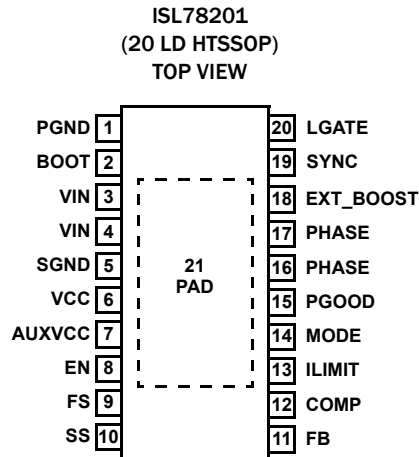 ISL78201
(20 LD HTSSOP)
TOP VIEW
PGND 1
BOOT 2
VIN 3
VIN 4
SGND 5
VCC 6
AUXVCC 7
EN 8
FS 9
SS 10
21
PAD
20 LGATE
19 SYNC
18 EXT_BOOST
17 PHASE
16 PHASE
15 PGOOD
14 MODE
13 ILIMIT
12 COMP
11 FB